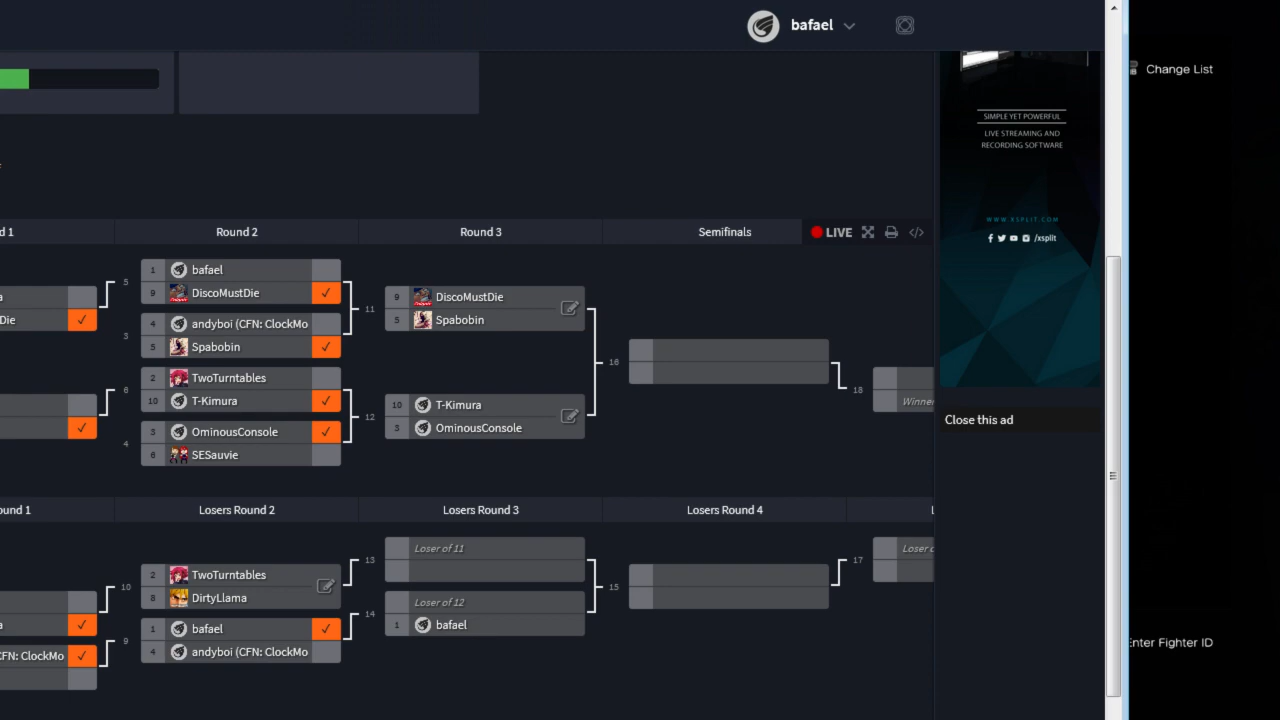 bafael
Change List
SIMPLE YET POWERFUL
LIVE STREAMING AND
RECORDING SOFTWARE
WWW.XSPLIT.COM
/xsplit
Close this ad
Enter Fighter ID
d 1
Round 2
Round 3
Semifinals
LIVE
a
Die
5
3
6
4
1 bafael
9 DiscoMustDie
4 andyboi (CFN: ClockMo
5 Spabobin
2 TwoTurntables
10 T-Kimura
3 OminousConsole
6 SESauvie
11
12
9 DiscoMustDie
5 Spabobin
10 T-Kimura
3 OminousConsole
16
18
Winner
ound 1
Losers Round 2
Losers Round 3
Losers Round 4
L
a
CFN: ClockMo
10
9
2 TwoTurntables
8 DirtyLlama
1 bafael
4 andyboi (CFN: ClockMo
13
14
Loser of 11
Loser of 12
1 bafael
15
17
Loser o